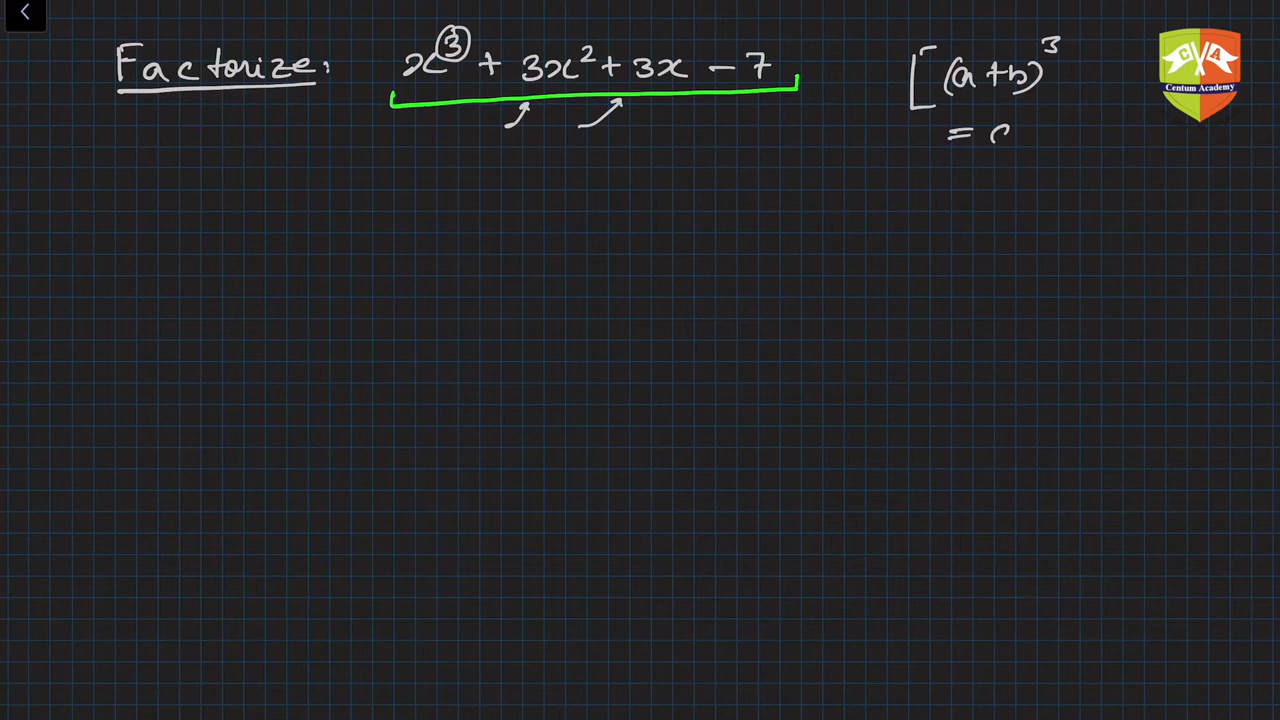 Factorize: x³ + 3x² + 3x - 7
[(a+b)³
= a
C A
Centum Academy